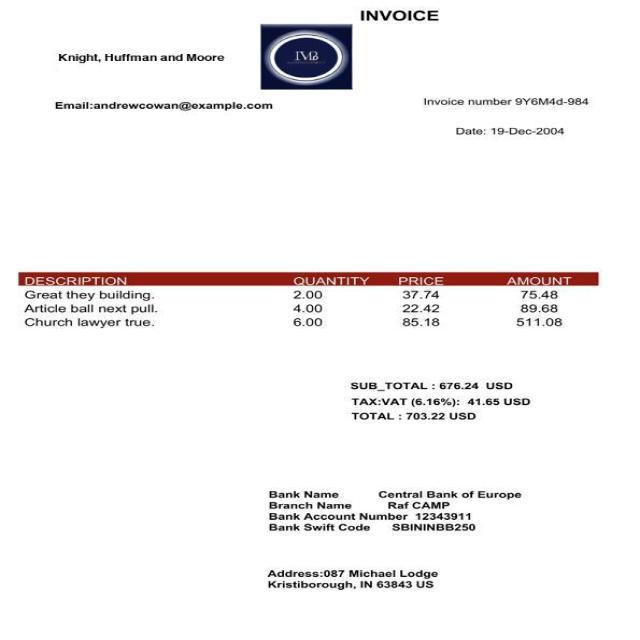 INVOICE
Knight, Huffman and Moore
Email:andrewcowan@example.com
Invoice number 9Y6M4d-984
Date: 19-Dec-2004
DESCRIPTION QUANTITY PRICE AMOUNT
Great they building. 2.00 37.74 75.48
Article ball next pull. 4.00 22.42 89.68
Church lawyer true. 6.00 85.18 511.08
SUB_TOTAL : 676.24 USD
TAX:VAT (6.16%): 41.65 USD
TOTAL : 703.22 USD
Bank Name Central Bank of Europe
Branch Name Raf CAMP
Bank Account Number 12343911
Bank Swift Code SBININBB250
Address:087 Michael Lodge
Kristiborough, IN 63843 US